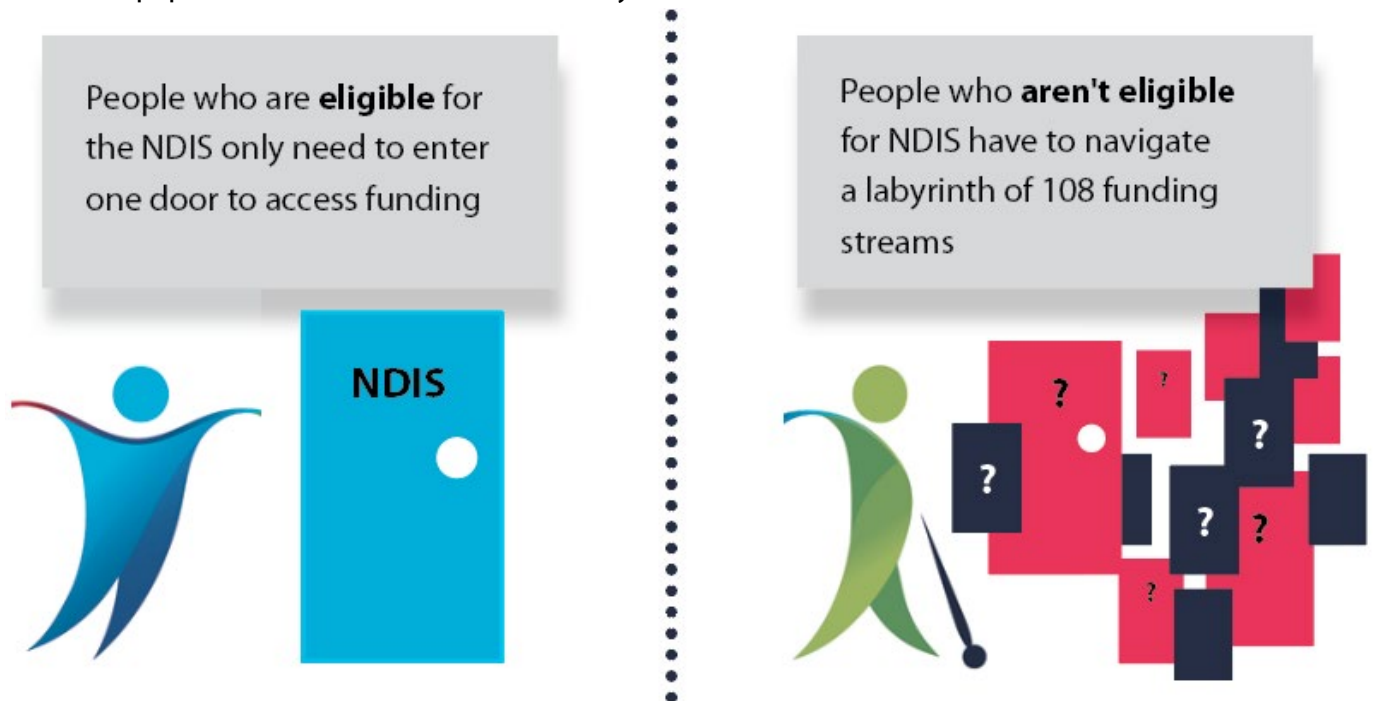 People who are eligible for
the NDIS only need to enter
one door to access funding
NDIS
People who aren't eligible
for NDIS have to navigate
a labyrinth of 108 funding
streams
?
?
?
?
?
?
?